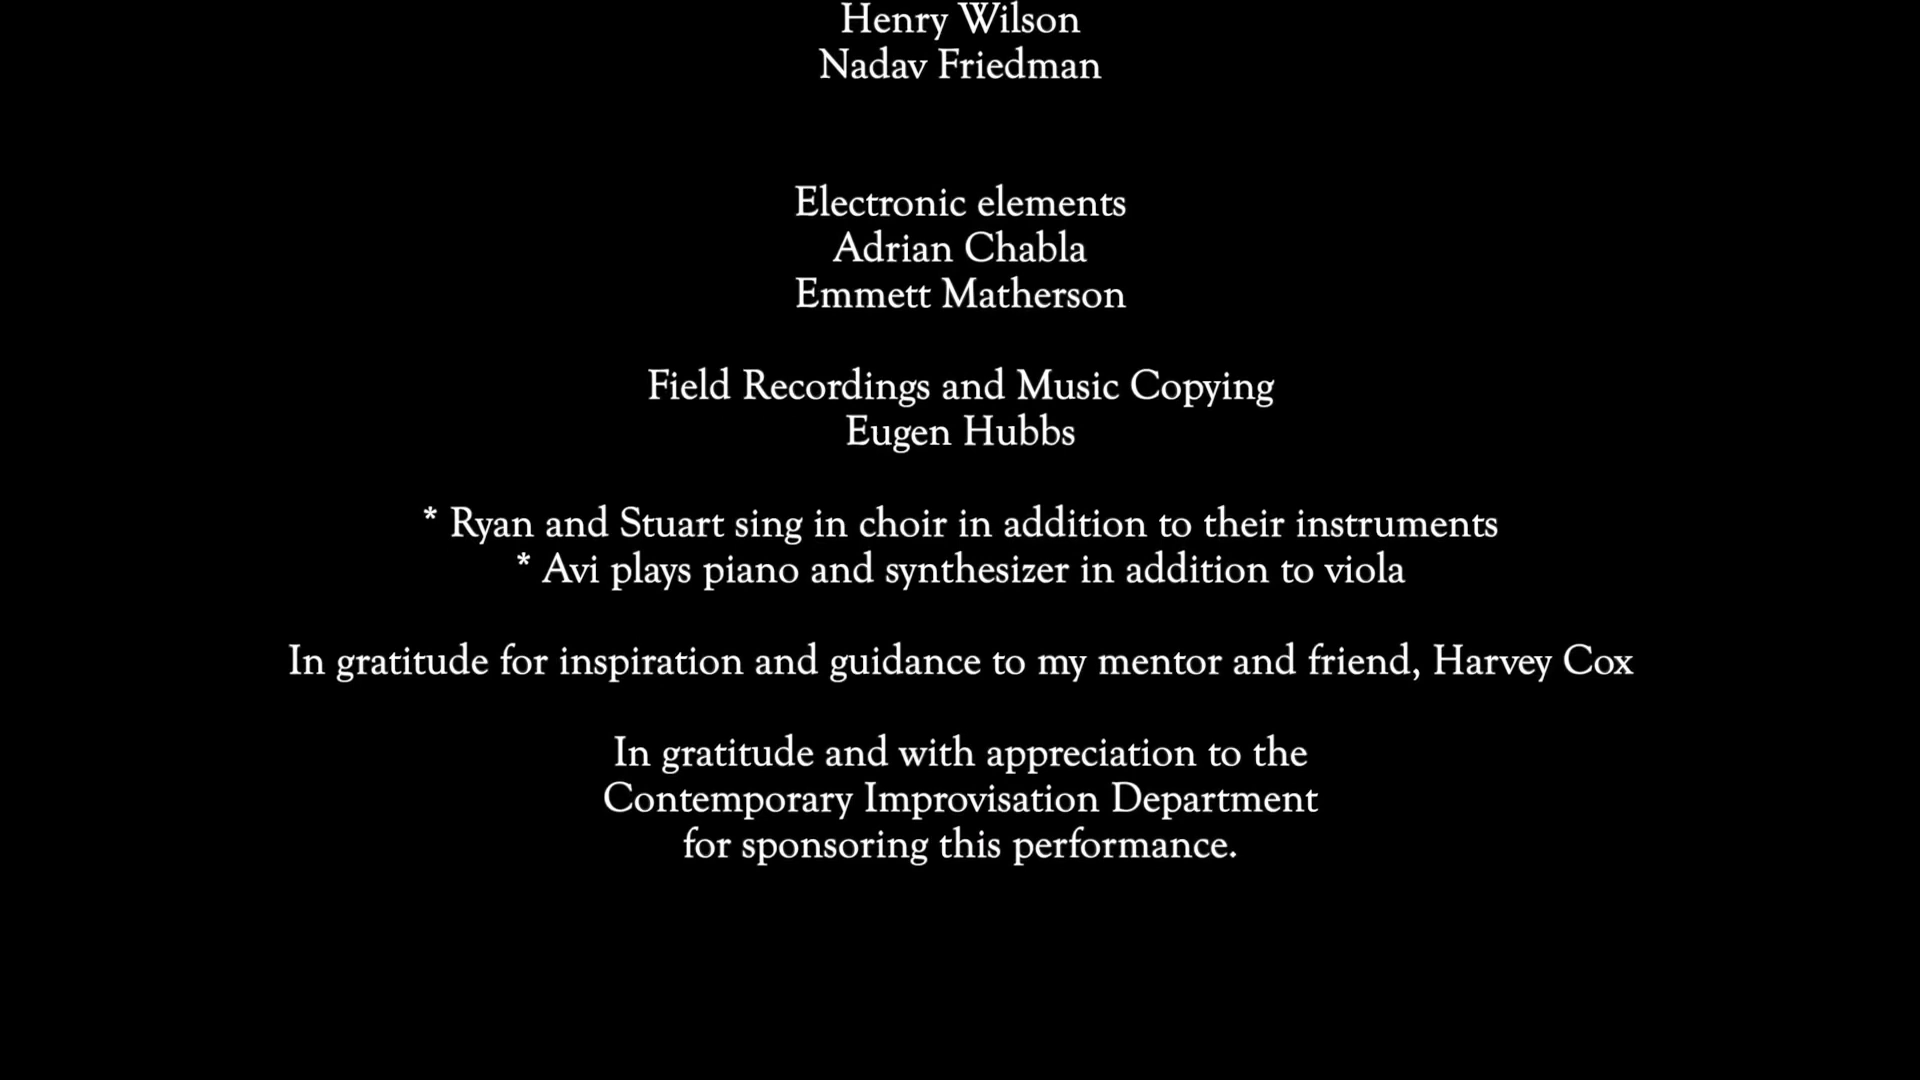 Henry Wilson
Nadav Friedman
Electronic elements
Adrian Chabla
Emmett Matherson
Field Recordings and Music Copying
Eugen Hubbs
* Ryan and Stuart sing in choir in addition to their instruments
* Avi plays piano and synthesizer in addition to viola
In gratitude for inspiration and guidance to my mentor and friend, Harvey Cox
In gratitude and with appreciation to the
Contemporary Improvisation Department
for sponsoring this performance.